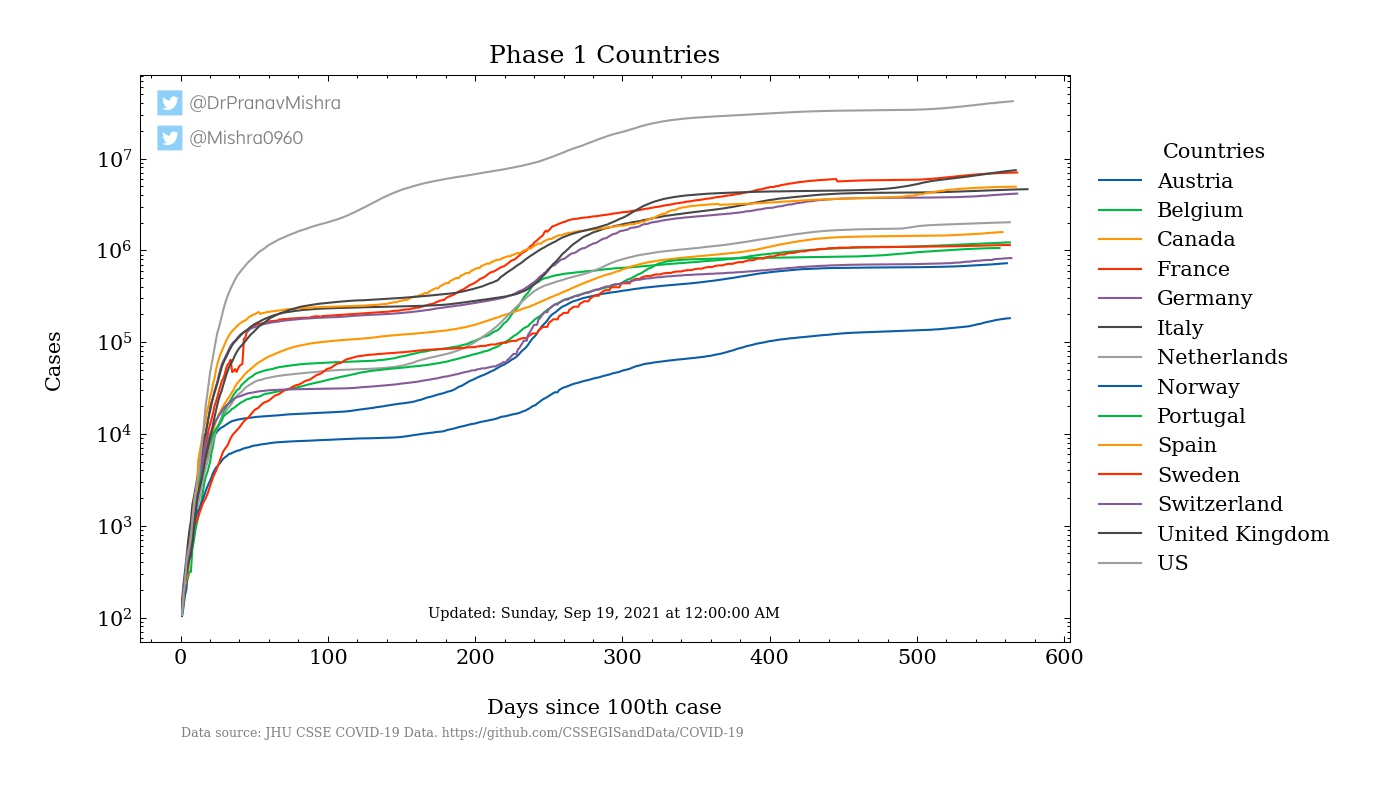 Phase 1 Countries
@DrPranavMishra
@Mishra0960
10^7
10^6
10^5
10^4
10^3
10^2
Cases
Updated: Sunday, Sep 19, 2021 at 12:00:00 AM
0 100 200 300 400 500 600
Days since 100th case
Data source: JHU CSSE COVID-19 Data. https://github.com/CSSEGISandData/COVID-19
Countries
Austria
Belgium
Canada
France
Germany
Italy
Netherlands
Norway
Portugal
Spain
Sweden
Switzerland
United Kingdom
US